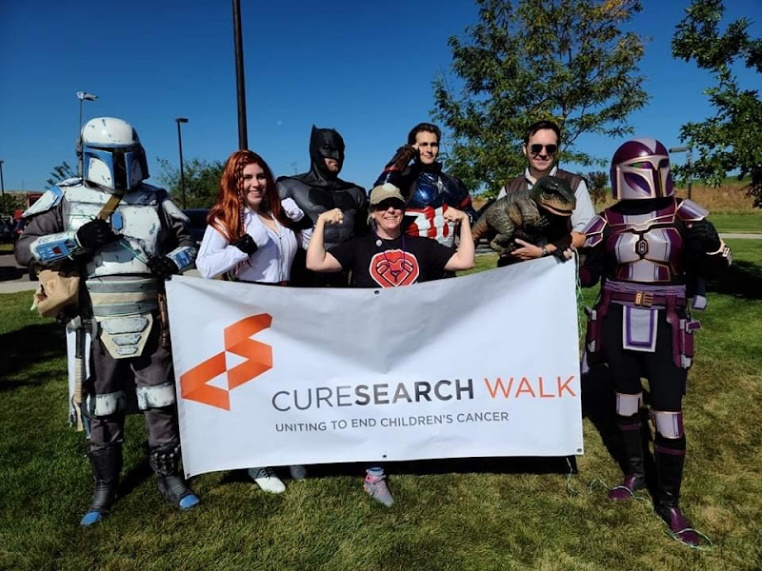 CURESEARCH WALK
UNITING TO END CHILDREN'S CANCER